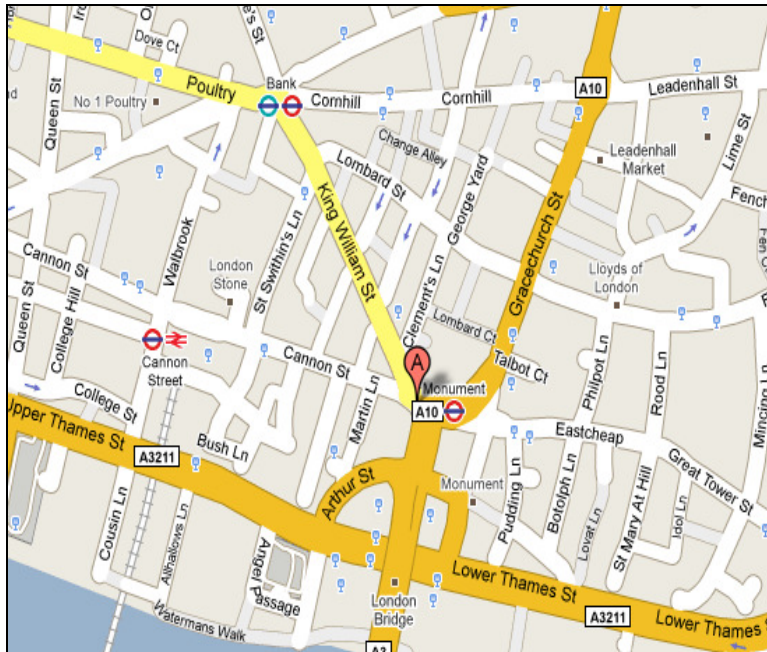 Dove Ct
Bank
Poultry
No 1 Poultry
Cornhill
Cornhill
A10
Leadenhall St
Queen St
Change Alley
Leadenhall
Market
Lime St
Lombard St
George Yard
King William St
Walbrook
St Swithin's Ln
Cannon St
London
Stone
Gracechurch St
Lloyds of
London
Clement's Ln
Queen St
College Hill
Lombard Ct
Talbot Ct
Cannon
Street
Cannon St
A
Monument
A10
Martin Ln
Philpot Ln
Rood Ln
Mincing Ln
College St
Upper Thames St
Bush Ln
A3211
Eastcheap
Great Tower St
Arthur St
Monument
Pudding Ln
Botolph Ln
Lovat Ln
St Mary At Hill
Idol Ln
Cousin Ln
Allhallows Ln
Angel Passage
Lower Thames St
London
Bridge
A3211
Lower Thames St
Watermans Walk
A3